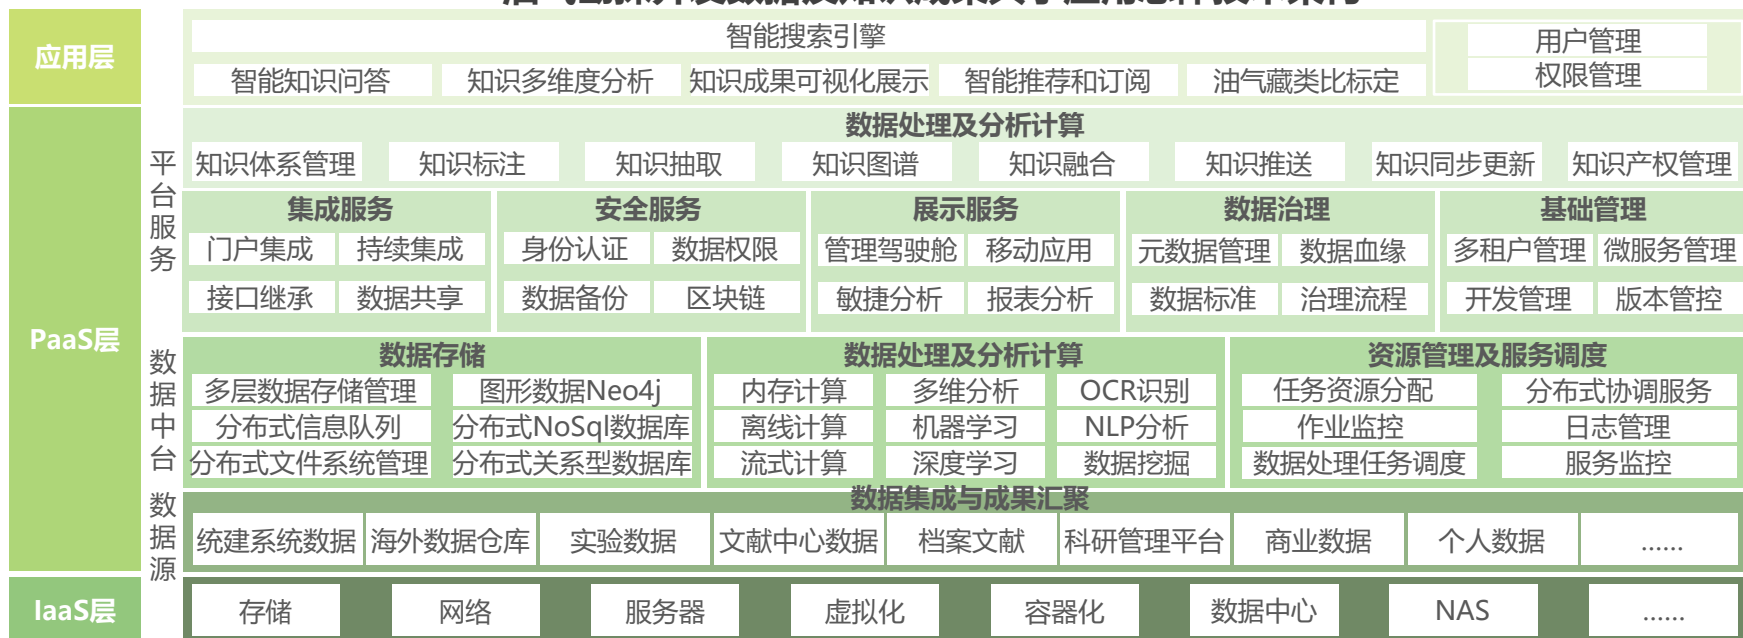 应用层
智能搜索引擎
用户管理
权限管理
智能知识问答 知识多维度分析 知识成果可视化展示 智能推荐和订阅 油气藏类比标定
PaaS层
平台服务
数据处理及分析计算
知识体系管理 知识标注 知识抽取 知识图谱 知识融合 知识推送 知识同步更新 知识产权管理
集成服务 安全服务 展示服务 数据治理 基础管理
门户集成 持续集成 身份认证 数据权限 管理驾驶舱 移动应用 元数据管理 数据血缘 多租户管理 微服务管理
接口继承 数据共享 数据备份 区块链 敏捷分析 报表分析 数据标准 治理流程 开发管理 版本管控
数据中台
数据存储 数据处理及分析计算 资源管理及服务调度
多层数据存储管理 图形数据Neo4j 内存计算 多维分析 OCR识别 任务资源分配 分布式协调服务
分布式信息队列 分布式NoSql数据库 离线计算 机器学习 NLP分析 作业监控 日志管理
分布式文件系统管理 分布式关系型数据库 流式计算 深度学习 数据挖掘 数据处理任务调度 服务监控
数据源
数据集成与成果汇聚
统建系统数据 海外数据仓库 实验数据 文献中心数据 档案文献 科研管理平台 商业数据 个人数据 ......
IaaS层
存储 网络 服务器 虚拟化 容器化 数据中心 NAS ......